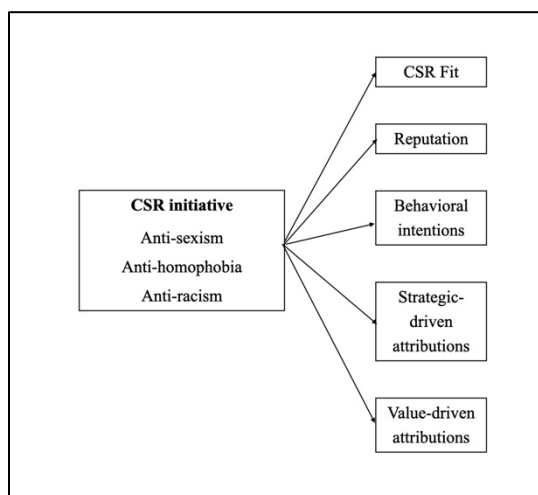 CSR Fit
Reputation
CSR initiative
Anti-sexism
Anti-homophobia
Anti-racism
Behavioral
intentions
Strategic-
driven
attributions
Value-driven
attributions